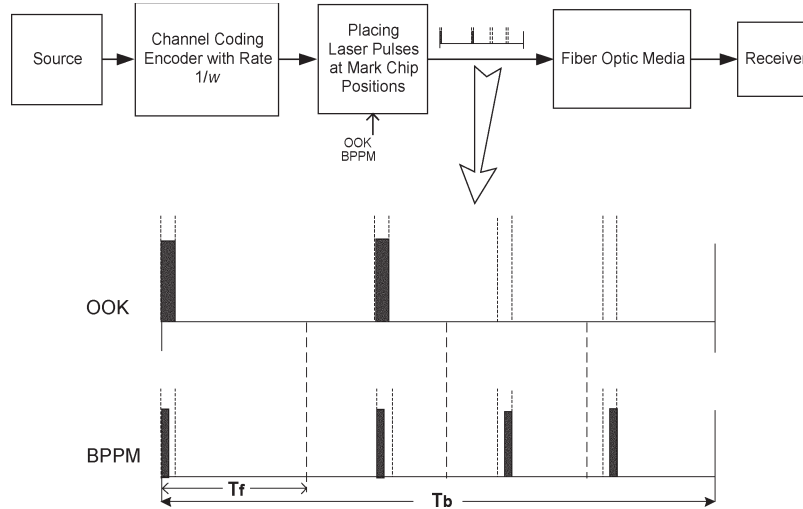 Source
Channel Coding
Encoder with Rate
1/w
Placing
Laser Pulses
at Mark Chip
Positions
Fiber Optic Media
Receiver
OOK
BPPM
OOK
BPPM
Tf
Tb